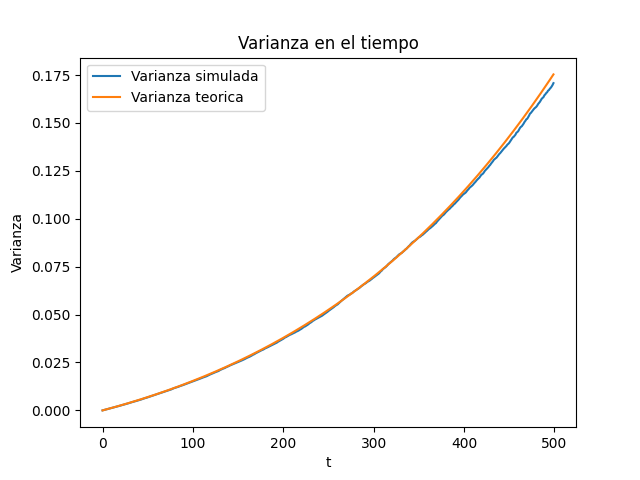 Varianza en el tiempo
Varianza simulada
Varianza teorica
0.175
0.150
0.125
0.100
0.075
0.050
0.025
0.000
Varianza
0 100 200 300 400 500
t